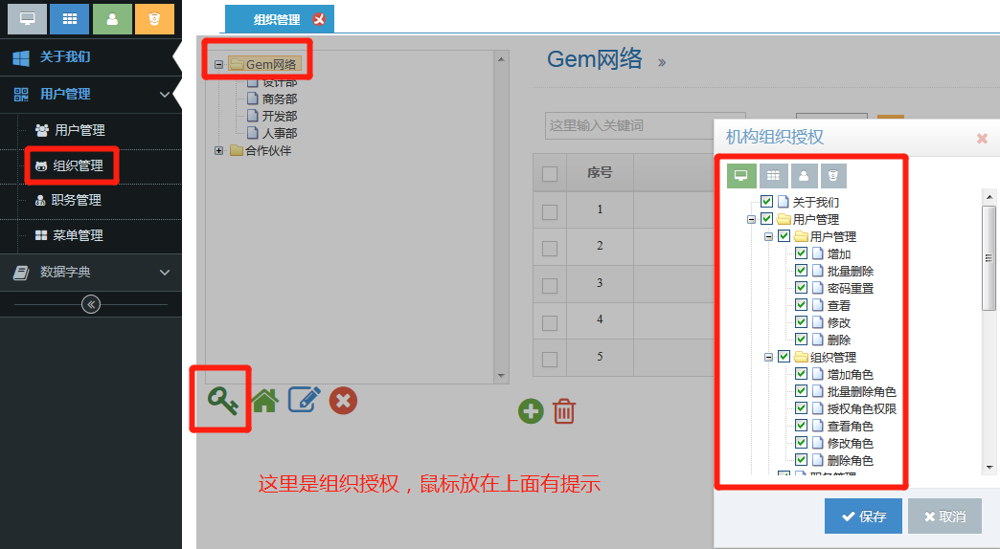 组织管理
关于我们
用户管理
用户管理
组织管理
职务管理
菜单管理
数据字典
Gem网络
设计部
商务部
开发部
人事部
合作伙伴
Gem网络 »
这里输入关键词
序号
1
2
3
4
5
这里是组织授权，鼠标放在上面有提示
机构组织授权
关于我们
用户管理
用户管理
增加
批量删除
密码重置
查看
修改
删除
组织管理
增加角色
批量删除角色
授权角色权限
查看角色
修改角色
删除角色
职务管理
保存
取消